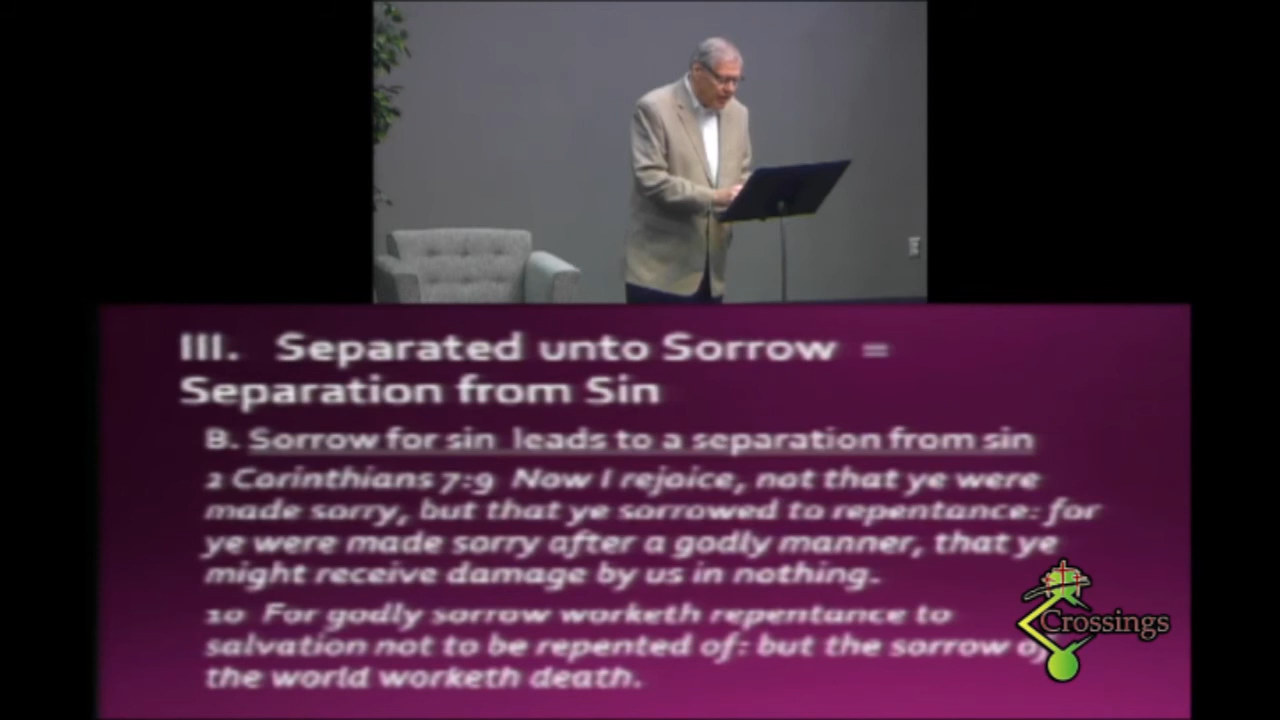 III. Separated unto Sorrow =
Separation from Sin
B. Sorrow for sin leads to a separation from sin
2 Corinthians 7:9 Now I rejoice, not that ye were
made sorry, but that ye sorrowed to repentance: for
ye were made sorry after a godly manner, that ye
might receive damage by us in nothing.
10 For godly sorrow worketh repentance to
salvation not to be repented of: but the sorrow of
the world worketh death.
Crossings